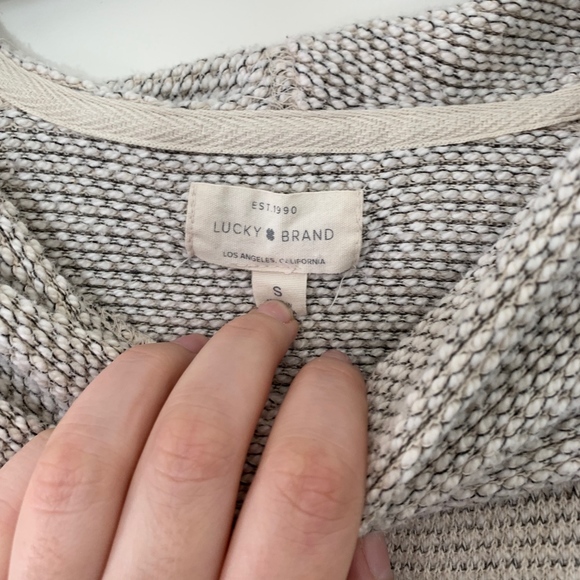 EST.1990
LUCKY BRAND
LOS ANGELES, CALIFORNIA
S